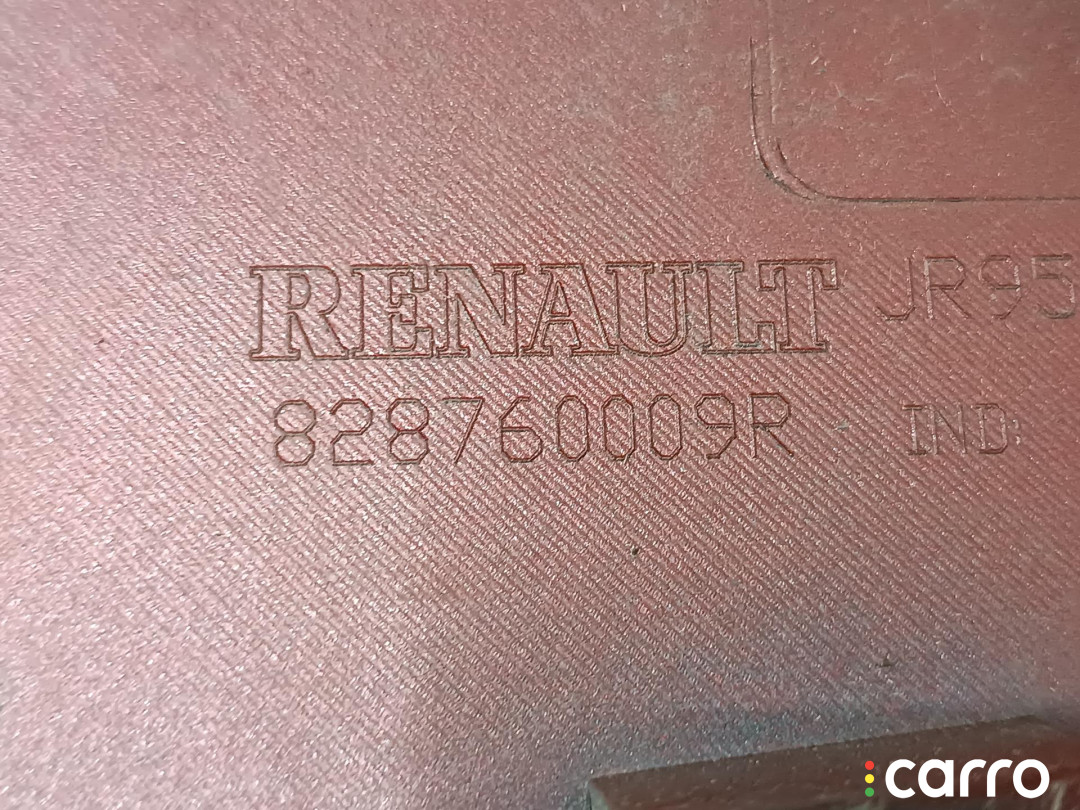 RENAULT JR95
828760009R IND:
carro